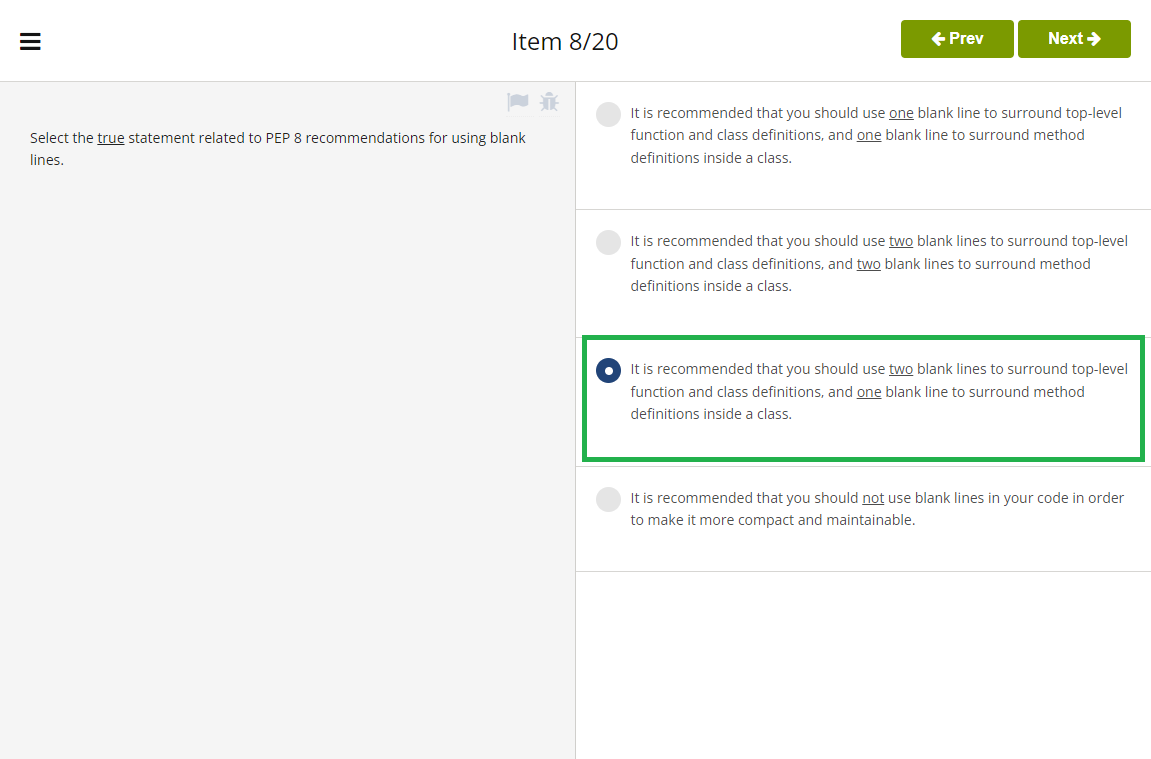 Item 8/20
Prev
Next
Select the true statement related to PEP 8 recommendations for using blank
lines.
It is recommended that you should use one blank line to surround top-level
function and class definitions, and one blank line to surround method
definitions inside a class.
It is recommended that you should use two blank lines to surround top-level
function and class definitions, and two blank lines to surround method
definitions inside a class.
It is recommended that you should use two blank lines to surround top-level
function and class definitions, and one blank line to surround method
definitions inside a class.
It is recommended that you should not use blank lines in your code in order
to make it more compact and maintainable.